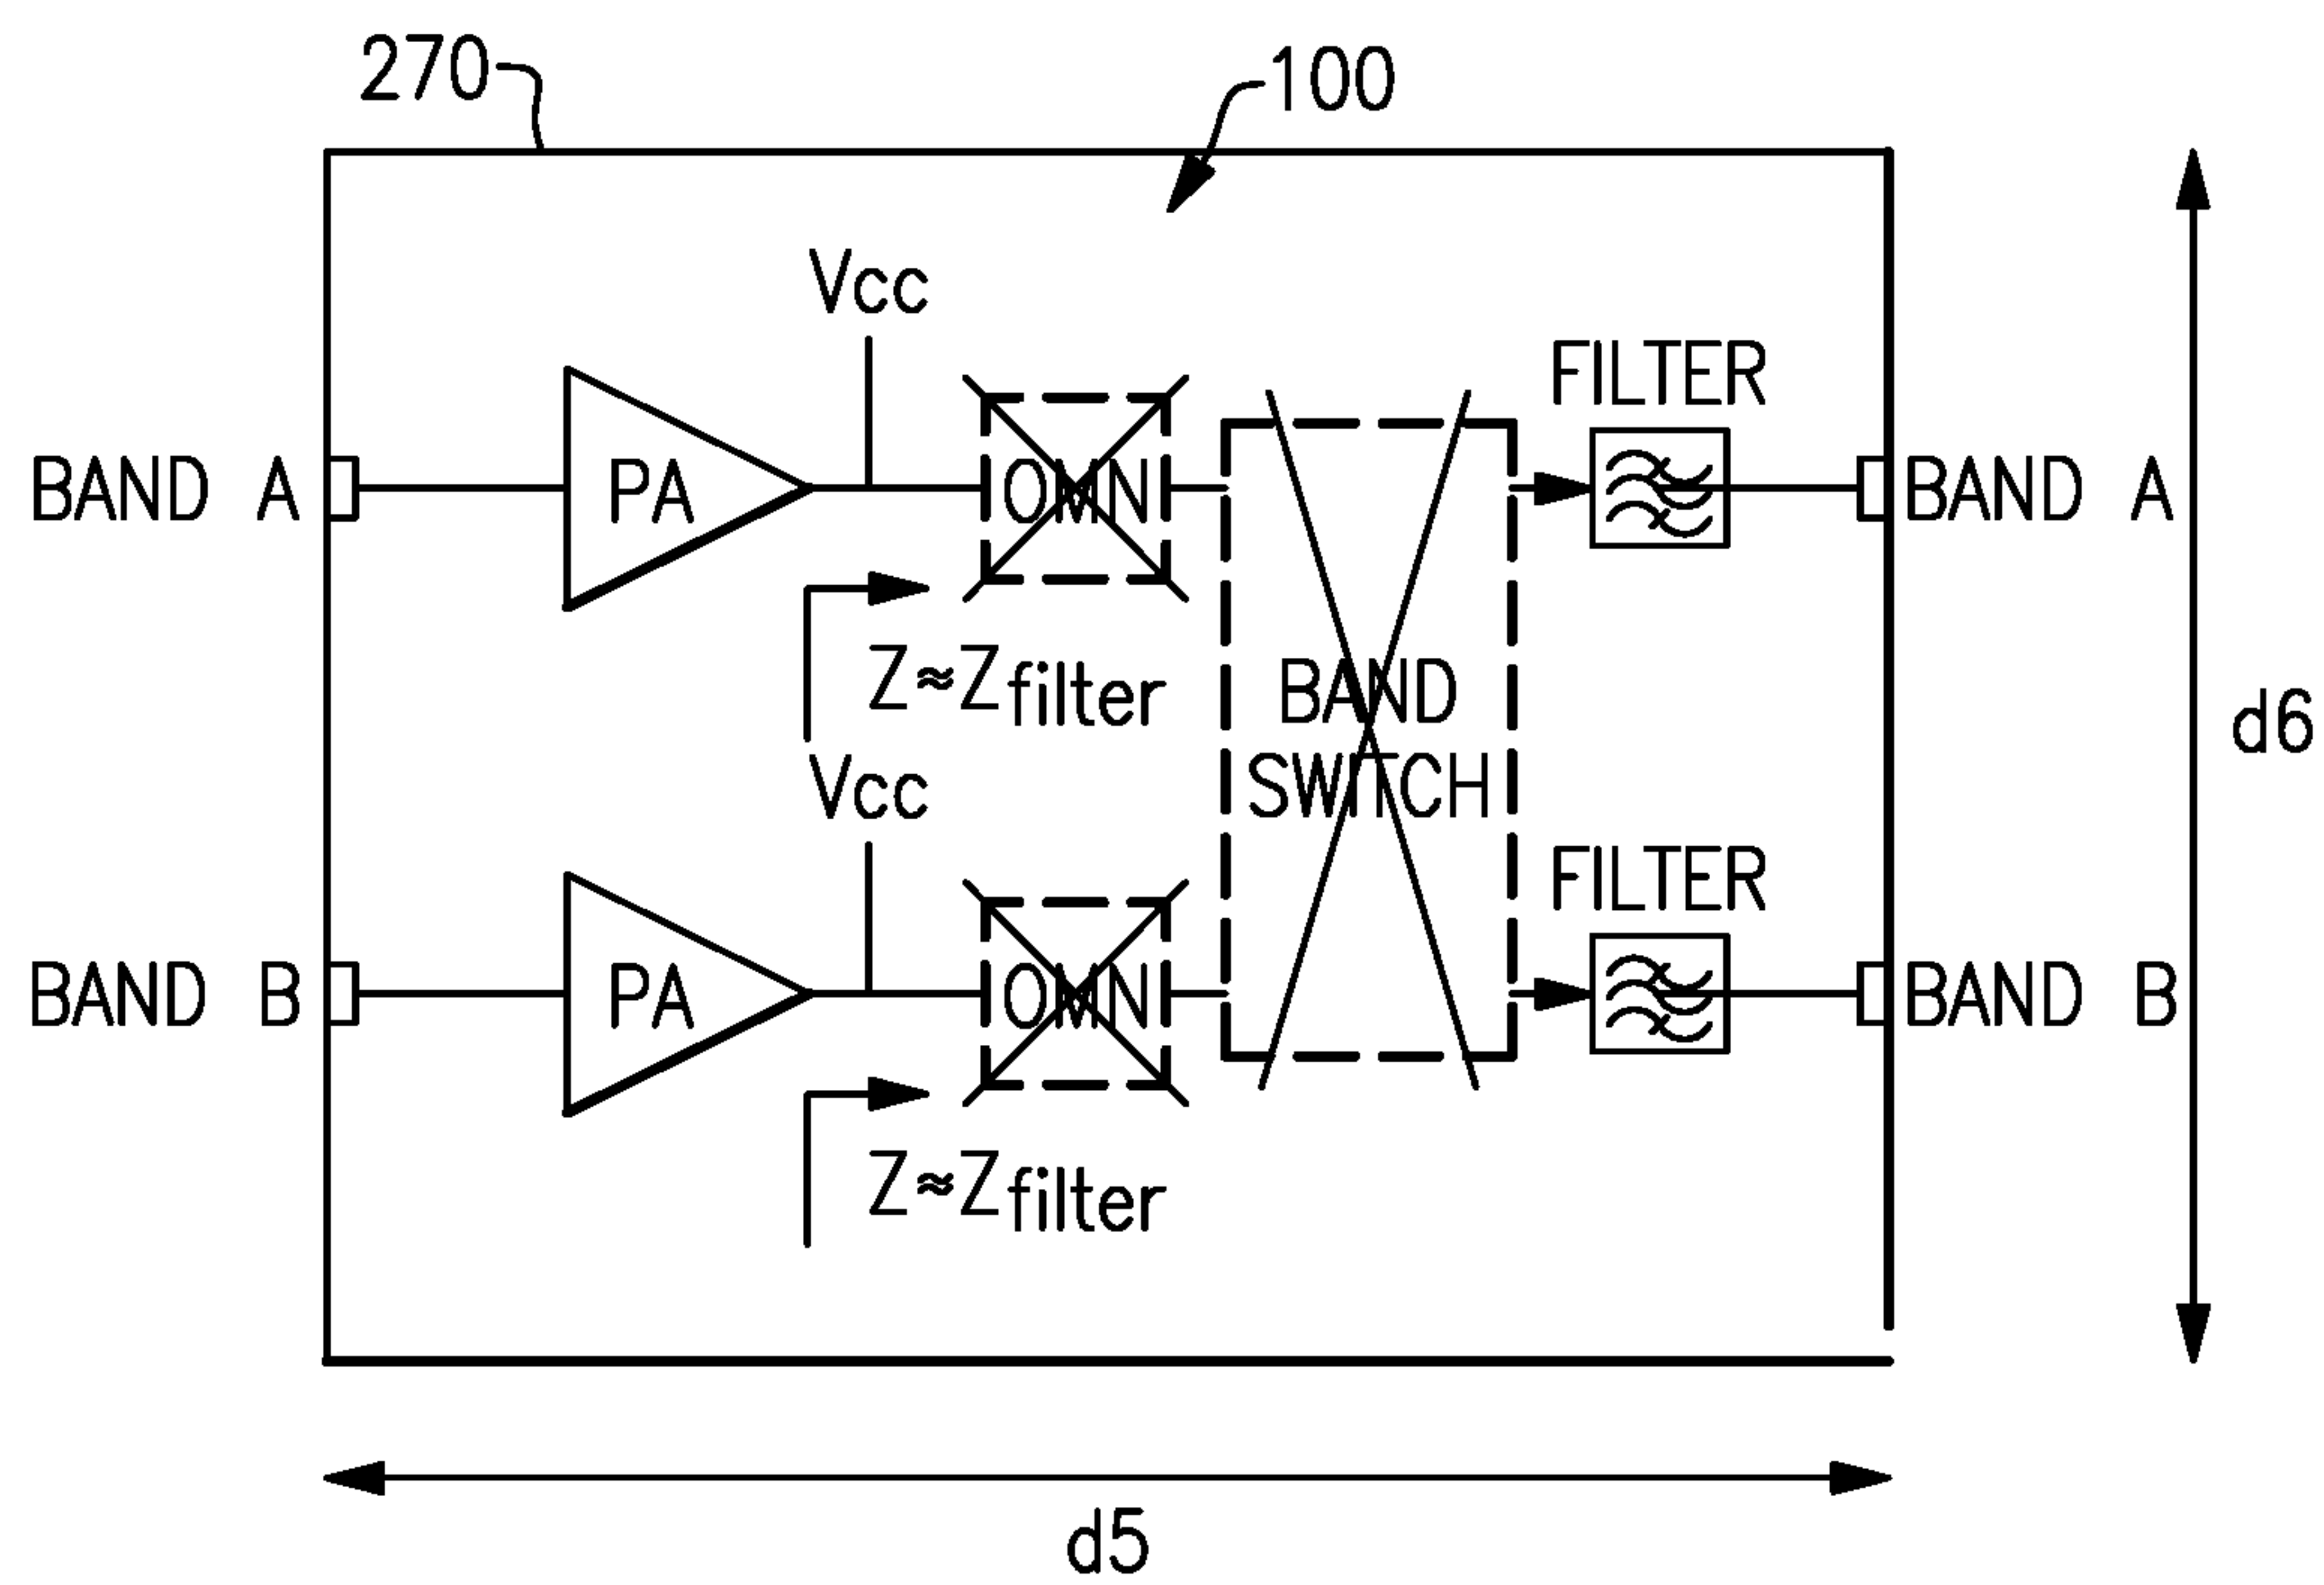 270
100
Vcc
FILTER
BAND A
PA
OMN
BAND A
Z≈Zfilter
BAND
SWITCH
d6
Vcc
FILTER
BAND B
PA
OMN
BAND B
Z≈Zfilter
d5